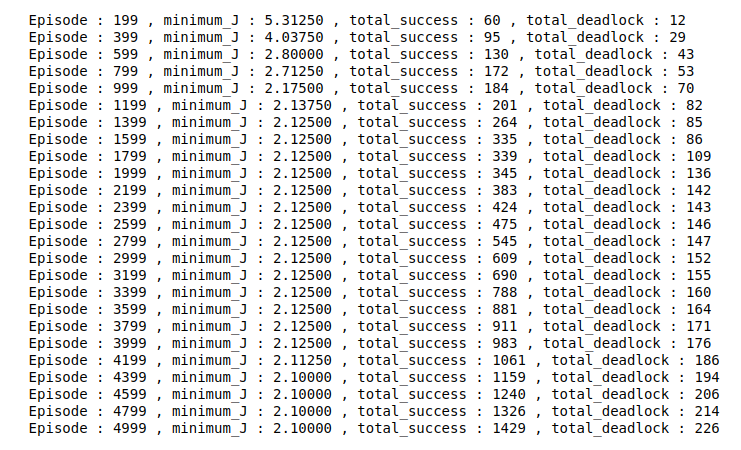 Episode : 199 , minimum_J : 5.31250 , total_success : 60 , total_deadlock : 12
Episode : 399 , minimum_J : 4.03750 , total_success : 95 , total_deadlock : 29
Episode : 599 , minimum_J : 2.80000 , total_success : 130 , total_deadlock : 43
Episode : 799 , minimum_J : 2.71250 , total_success : 172 , total_deadlock : 53
Episode : 999 , minimum_J : 2.17500 , total_success : 184 , total_deadlock : 70
Episode : 1199 , minimum_J : 2.13750 , total_success : 201 , total_deadlock : 82
Episode : 1399 , minimum_J : 2.12500 , total_success : 264 , total_deadlock : 85
Episode : 1599 , minimum_J : 2.12500 , total_success : 335 , total_deadlock : 86
Episode : 1799 , minimum_J : 2.12500 , total_success : 339 , total_deadlock : 109
Episode : 1999 , minimum_J : 2.12500 , total_success : 345 , total_deadlock : 136
Episode : 2199 , minimum_J : 2.12500 , total_success : 383 , total_deadlock : 142
Episode : 2399 , minimum_J : 2.12500 , total_success : 424 , total_deadlock : 143
Episode : 2599 , minimum_J : 2.12500 , total_success : 475 , total_deadlock : 146
Episode : 2799 , minimum_J : 2.12500 , total_success : 545 , total_deadlock : 147
Episode : 2999 , minimum_J : 2.12500 , total_success : 609 , total_deadlock : 152
Episode : 3199 , minimum_J : 2.12500 , total_success : 690 , total_deadlock : 155
Episode : 3399 , minimum_J : 2.12500 , total_success : 788 , total_deadlock : 160
Episode : 3599 , minimum_J : 2.12500 , total_success : 881 , total_deadlock : 164
Episode : 3799 , minimum_J : 2.12500 , total_success : 911 , total_deadlock : 171
Episode : 3999 , minimum_J : 2.12500 , total_success : 983 , total_deadlock : 176
Episode : 4199 , minimum_J : 2.11250 , total_success : 1061 , total_deadlock : 186
Episode : 4399 , minimum_J : 2.10000 , total_success : 1159 , total_deadlock : 194
Episode : 4599 , minimum_J : 2.10000 , total_success : 1240 , total_deadlock : 206
Episode : 4799 , minimum_J : 2.10000 , total_success : 1326 , total_deadlock : 214
Episode : 4999 , minimum_J : 2.10000 , total_success : 1429 , total_deadlock : 226